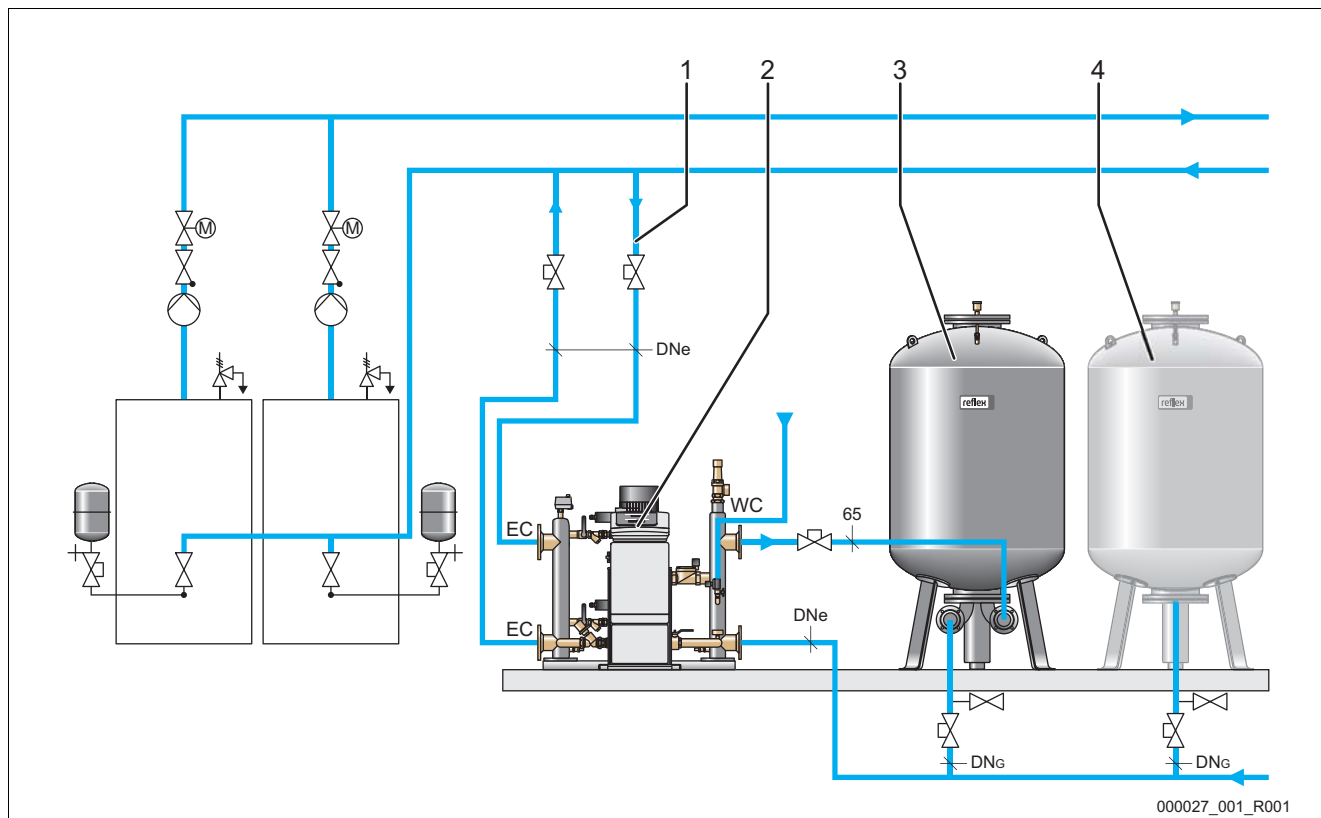 1 2 3 4
M M
DNe
reflex reflex
WC
65
EC
DNe
EC
DNG DNG
000027_001_R001